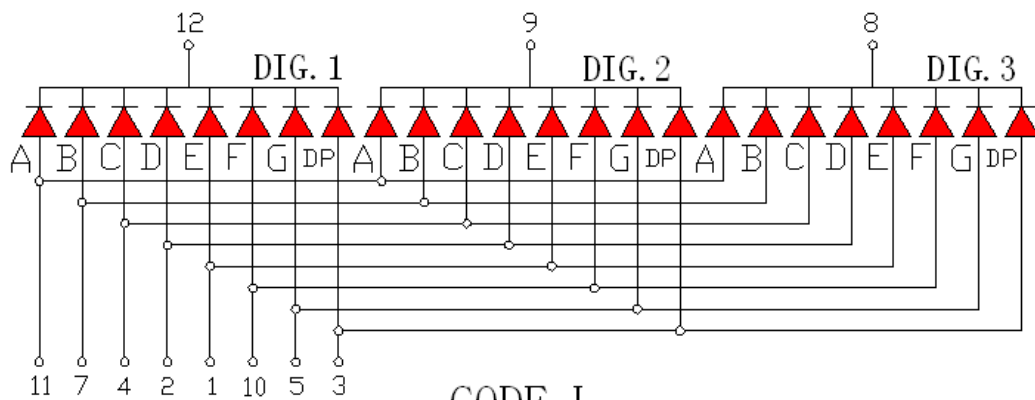 12 9 8
DIG.1 DIG.2 DIG.3
A B C D E F G DP A B C D E F G DP A B C D E F G DP
11 7 4 2 1 10 5 3